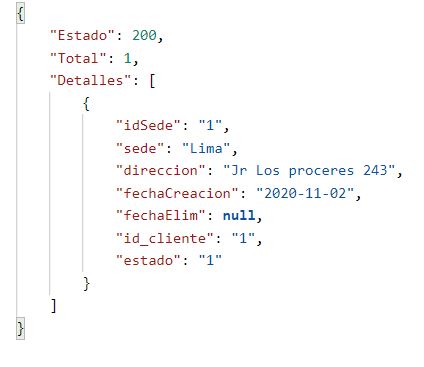 {
    "Estado": 200,
    "Total": 1,
    "Detalles": [
        {
            "idSede": "1",
            "sede": "Lima",
            "direccion": "Jr Los proceres 243",
            "fechaCreacion": "2020-11-02",
            "fechaElim": null,
            "id_cliente": "1",
            "estado": "1"
        }
    ]
}